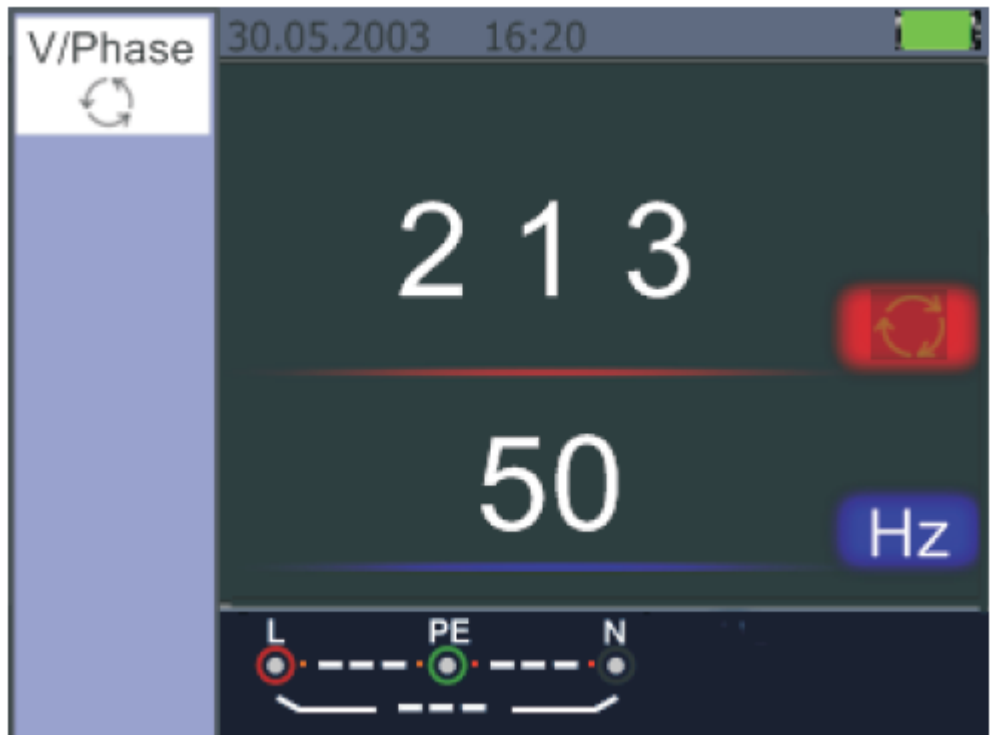 V/Phase
30.05.2003 16:20
2 1 3
50
Hz
L PE N
--- ---
---